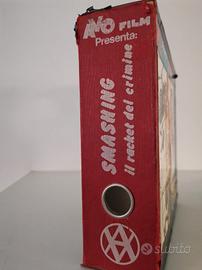 AVO FILM
Presenta:
SMASHING
il racket del crimine
subito